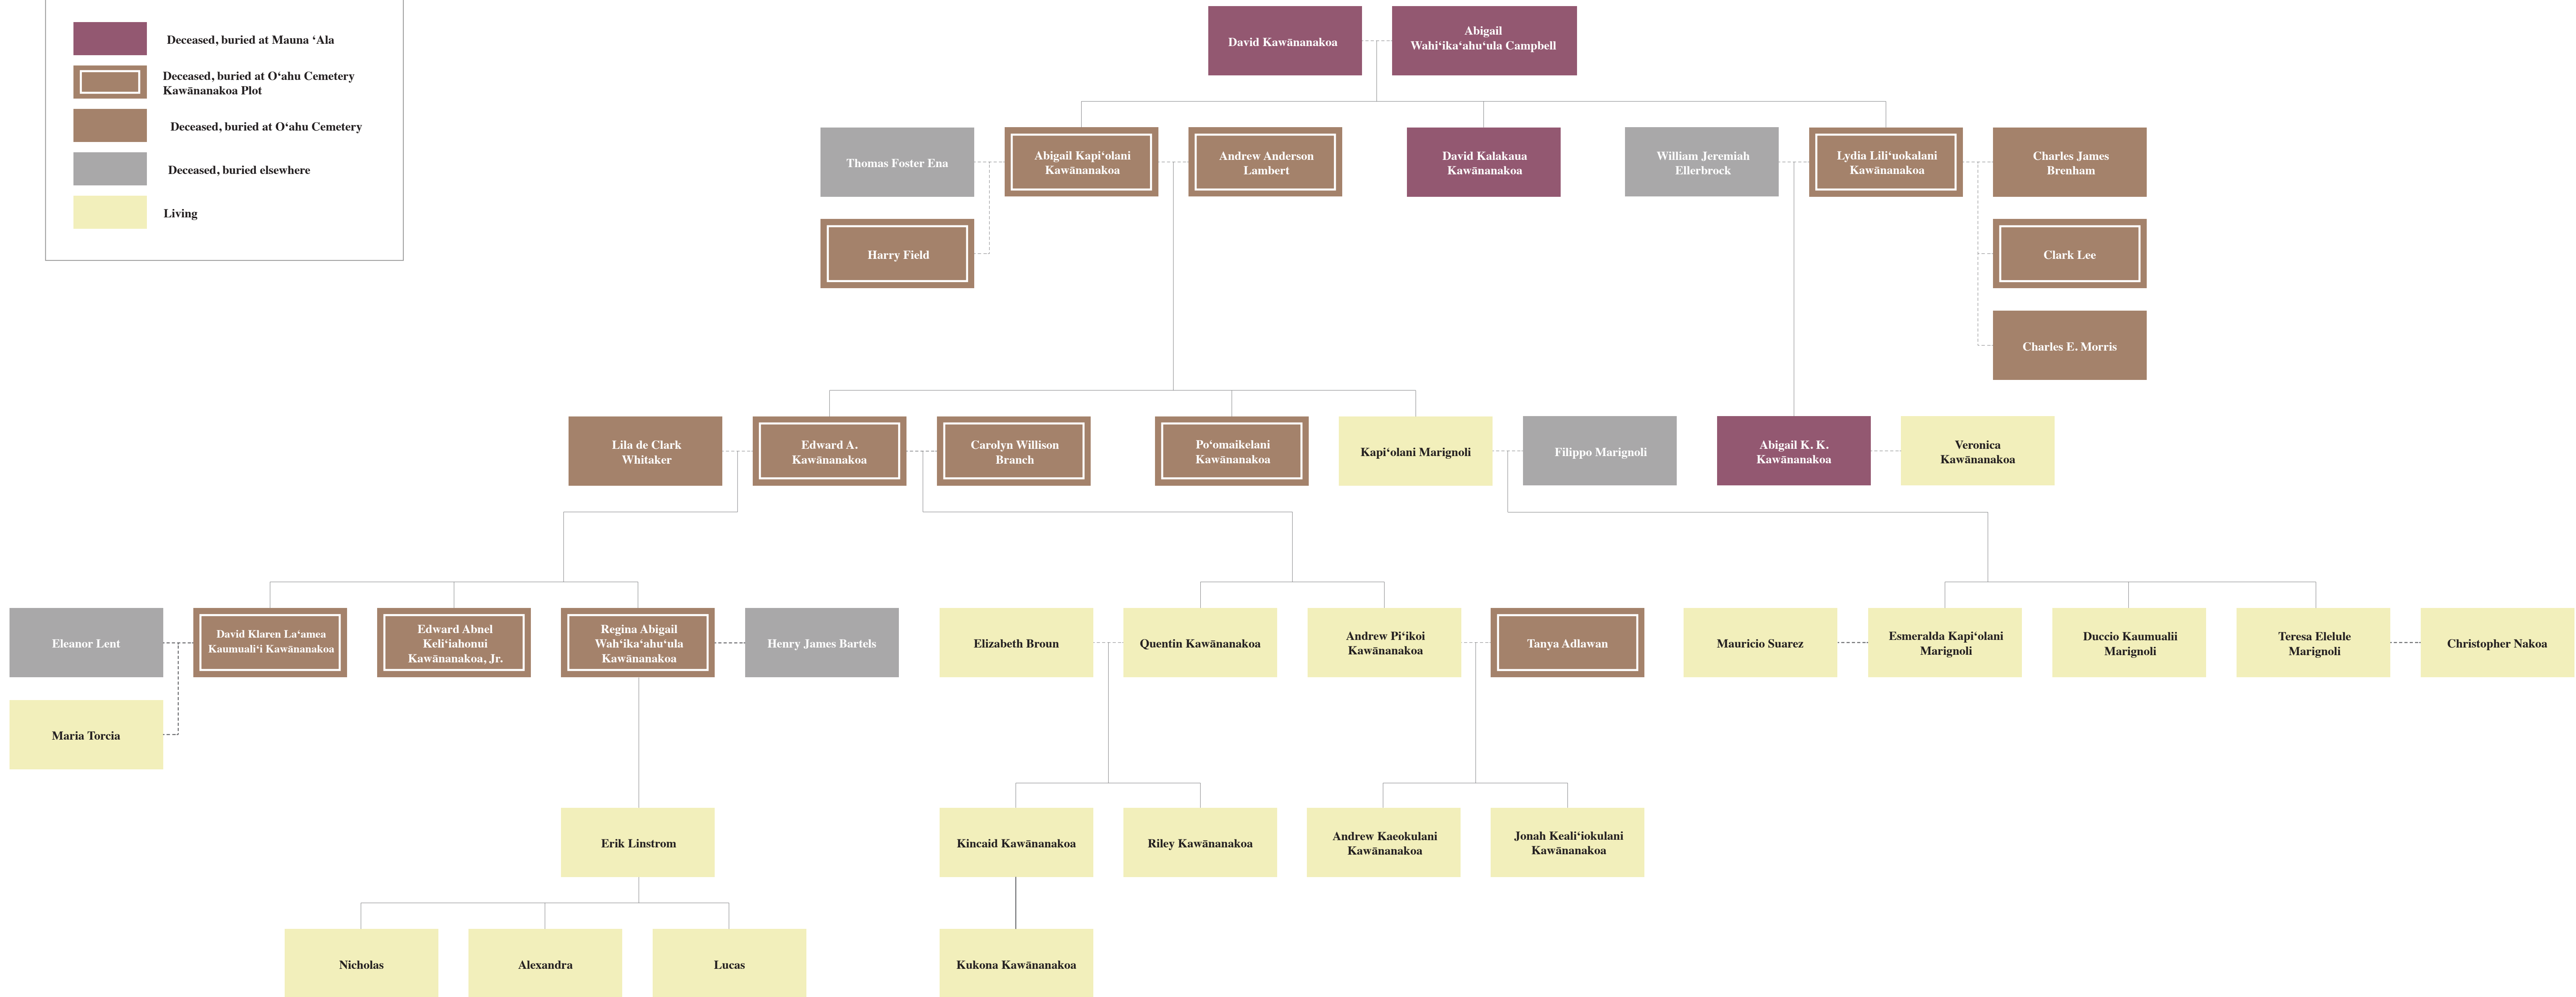 Deceased, buried at Mauna ʻAla
Deceased, buried at Oʻahu Cemetery
Kawānanakoa Plot
Deceased, buried at Oʻahu Cemetery
Deceased, buried elsewhere
Living
David Kawānanakoa
Abigail
Wahiʻikaʻahuʻula Campbell
Thomas Foster Ena
Abigail Kapiʻolani
Kawānanakoa
Andrew Anderson
Lambert
David Kalakaua
Kawānanakoa
William Jeremiah
Ellerbrock
Lydia Liliʻuokalani
Kawānanakoa
Charles James
Brenham
Harry Field
Clark Lee
Charles E. Morris
Lila de Clark
Whitaker
Edward A.
Kawānanakoa
Carolyn Willison
Branch
Poʻomaikelani
Kawānanakoa
Kapiʻolani Marignoli
Filippo Marignoli
Abigail K. K.
Kawānanakoa
Veronica
Kawānanakoa
Eleanor Lent
David Klaren Laʻamea
Kaumualiʻi Kawānanakoa
Edward Abnel
Keliʻiahonui
Kawānanakoa, Jr.
Regina Abigail
Wahʻikaʻahuʻula
Kawānanakoa
Henry James Bartels
Elizabeth Broun
Quentin Kawānanakoa
Andrew Piʻikoi
Kawānanakoa
Tanya Adlawan
Mauricio Suarez
Esmeralda Kapiʻolani
Marignoli
Duccio Kaumualii
Marignoli
Teresa Elelule
Marignoli
Christopher Nakoa
Maria Torcia
Erik Linstrom
Kincaid Kawānanakoa
Riley Kawānanakoa
Andrew Kaeokulani
Kawānanakoa
Jonah Kealiʻiokulani
Kawānanakoa
Nicholas
Alexandra
Lucas
Kukona Kawānanakoa